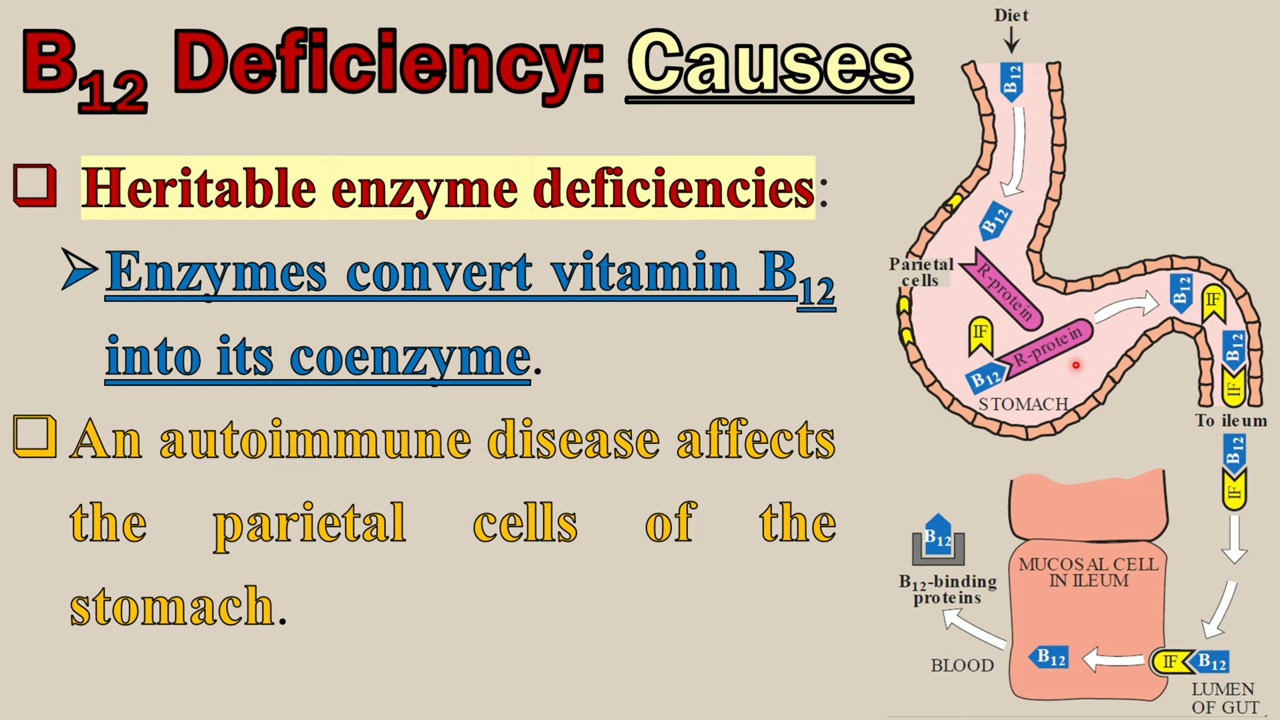 B12 Deficiency: Causes
Heritable enzyme deficiencies:
Enzymes convert vitamin B12
into its coenzyme.
An autoimmune disease affects
the parietal cells of the
stomach.
Diet
B12
B12
Parietal
cells
R-protein
IF
R-protein
B12
STOMACH
B12
IF
B12
IF
To ileum
B12
IF
MUCOSAL CELL
IN ILEUM
B12
B12-binding
proteins
BLOOD
B12
IF
B12
LUMEN
OF GUT